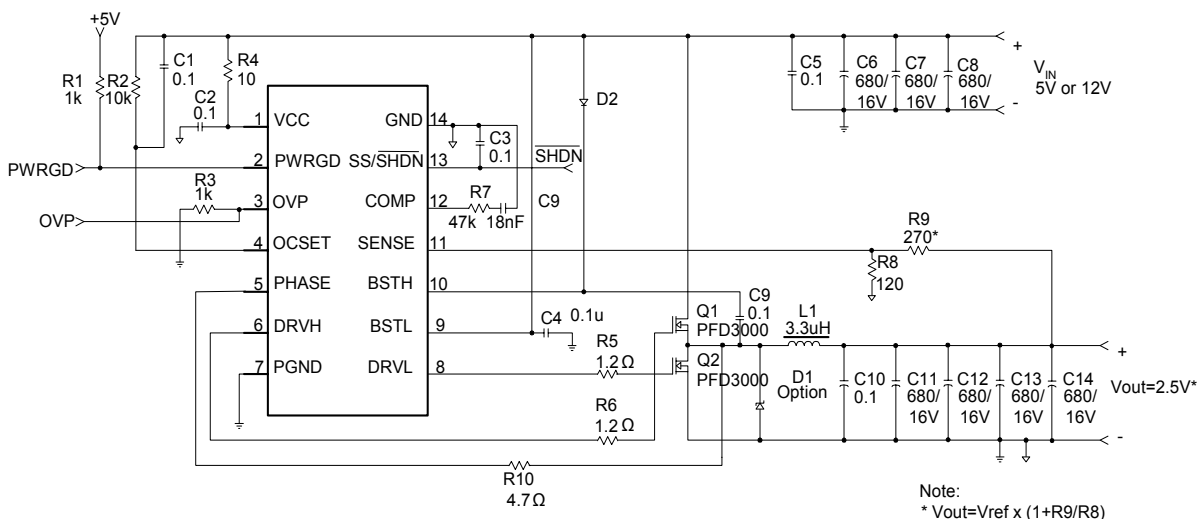 +5V
R1
1k
R2
10k
C1
0.1
R4
10
C2
0.1
1
VCC
GND
14
C3
0.1
SHDN
PWRGD
2
PWRGD
SS/SHDN
13
R3
1k
OVP
3
OVP
COMP
12
R7
47k
18nF
C9
4
OCSET
SENSE
11
5
PHASE
BSTH
10
6
DRVH
BSTL
9
C4
0.1u
7
PGND
DRVL
8
R5
1.2Ω
R6
1.2Ω
R10
4.7Ω
D2
C5
0.1
C6
680/
16V
C7
680/
16V
C8
680/
16V
+
VIN
5V or 12V
-
R9
270*
R8
120
C9
0.1
Q1
PFD3000
Q2
PFD3000
L1
3.3uH
D1
Option
C10
0.1
C11
680/
16V
C12
680/
16V
C13
680/
16V
C14
680/
16V
+
Vout=2.5V*
-
Note:
* Vout=Vref x (1+R9/R8)